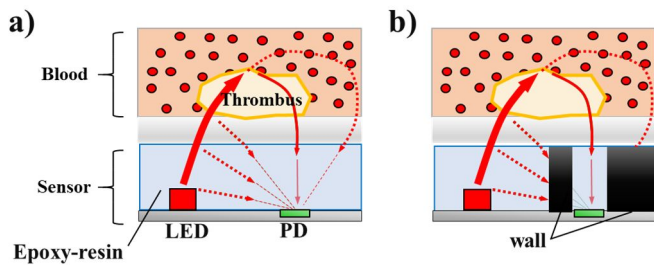 a)
Blood
Thrombus
Sensor
Epoxy-resin
LED
PD
b)
wall